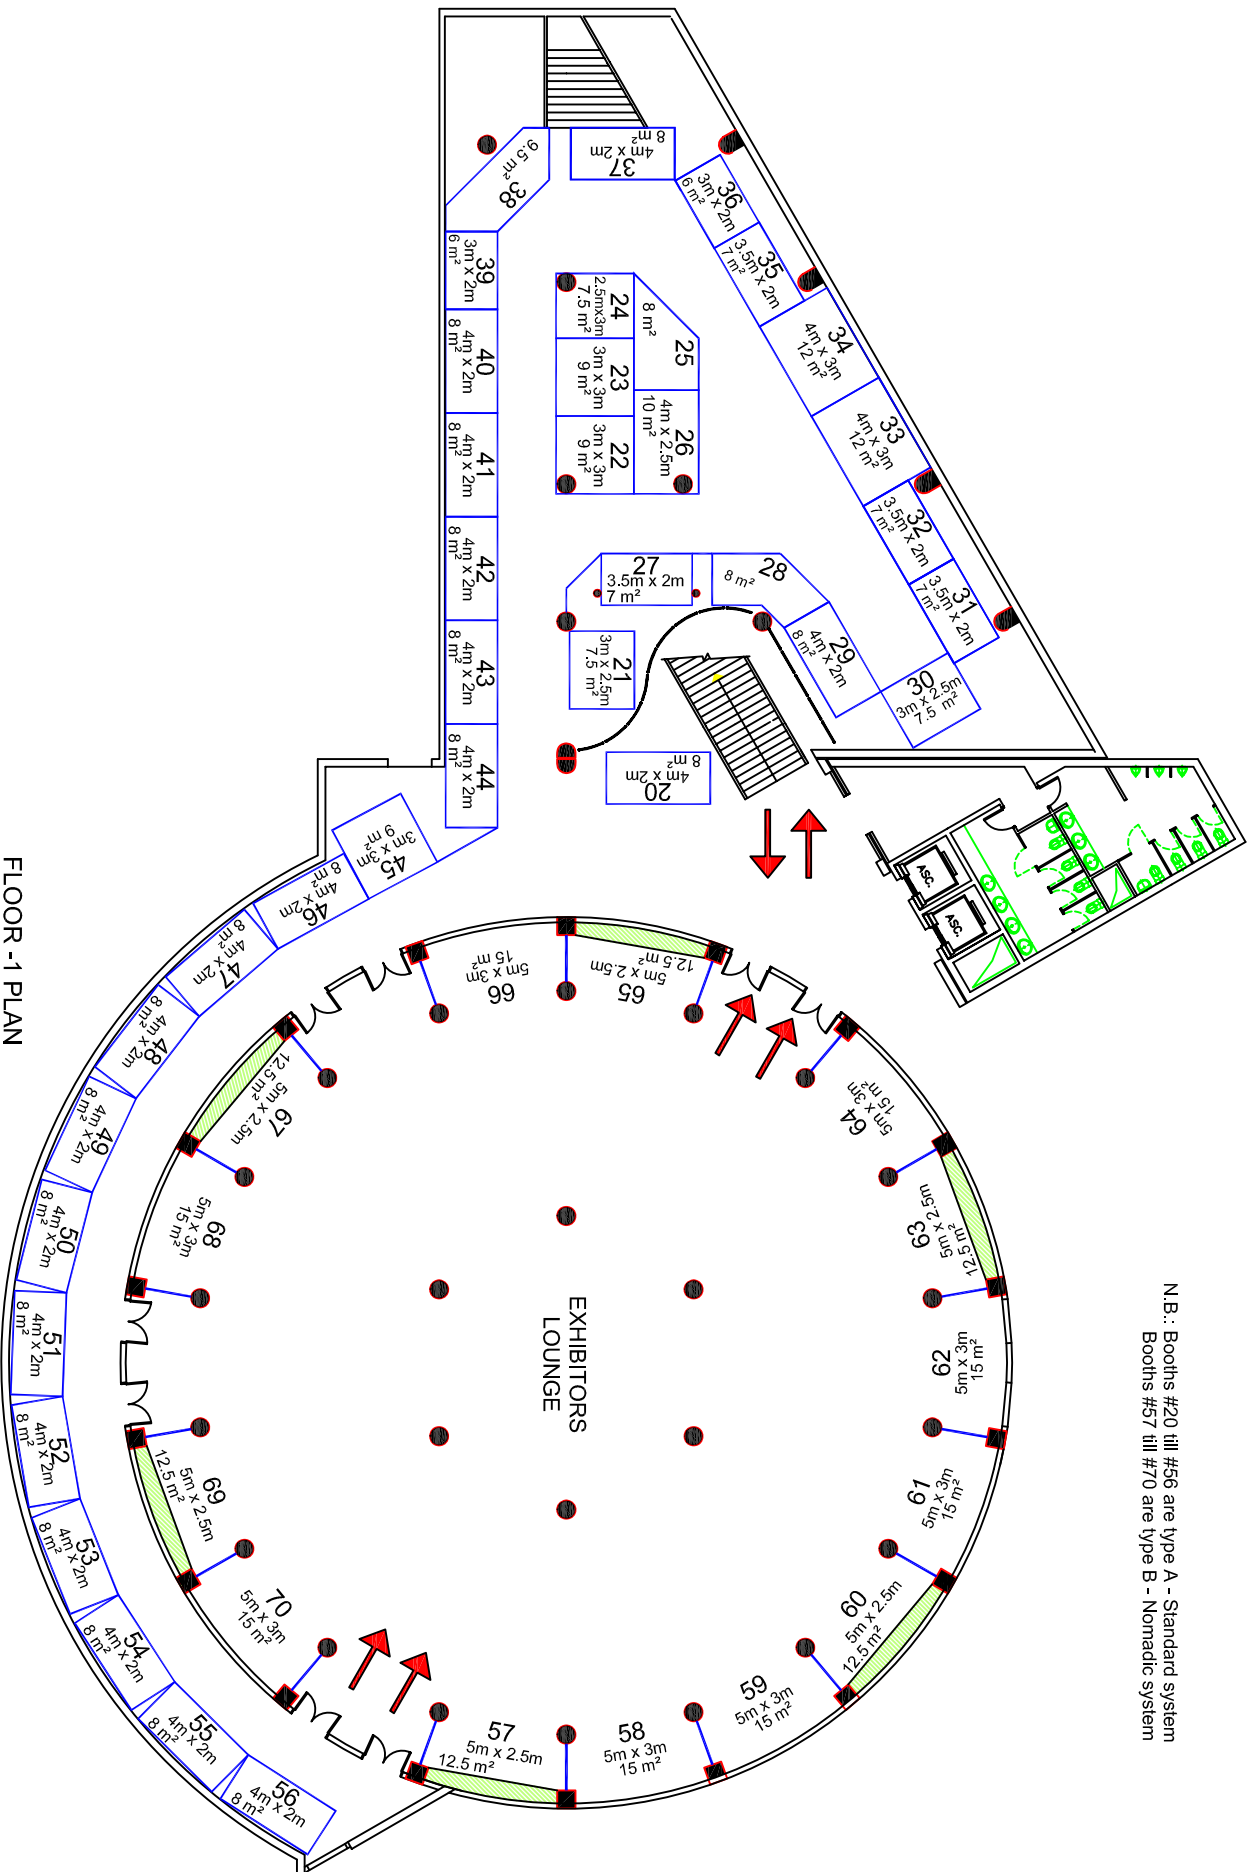 FLOOR -1 PLAN
N.B.: Booths #20 till #56 are type A - Standard system
Booths #57 till #70 are type B - Nomadic system
EXHIBITORS
LOUNGE
20
4m x 2m
8 m²
21
3m x 2.5m
7.5 m²
22
3m x 3m
9 m²
23
3m x 3m
9 m²
24
2.5mx3m
7.5 m²
25
8 m²
26
4m x 2.5m
10 m²
27
3.5m x 2m
7 m²
28
8 m²
29
4m x 2m
8 m²
30
3m x 2.5m
7.5 m²
31
3.5m x 2m
7 m²
32
3.5m x 2m
7 m²
33
4m x 3m
12 m²
34
4m x 3m
12 m²
35
3.5m x 2m
7 m²
36
3m x 2m
6 m²
37
4m x 2m
8 m²
38
9.5 m²
39
3m x 2m
6 m²
40
4m x 2m
8 m²
41
4m x 2m
8 m²
42
4m x 2m
8 m²
43
4m x 2m
8 m²
44
4m x 2m
8 m²
45
3m x 3m
9 m²
46
4m x 2m
8 m²
47
4m x 2m
8 m²
48
4m x 2m
8 m²
49
4m x 2m
8 m²
50
4m x 2m
8 m²
51
4m x 2m
8 m²
52
4m x 2m
8 m²
53
4m x 2m
8 m²
54
4m x 2m
8 m²
55
4m x 2m
8 m²
56
4m x 2m
8 m²
57
5m x 2.5m
12.5 m²
58
5m x 3m
15 m²
59
5m x 3m
15 m²
60
5m x 2.5m
12.5 m²
61
5m x 3m
15 m²
62
5m x 3m
15 m²
63
5m x 2.5m
12.5 m²
64
5m x 3m
15 m²
65
5m x 2.5m
12.5 m²
66
5m x 3m
15 m²
67
5m x 2.5m
12.5 m²
68
5m x 3m
15 m²
69
5m x 2.5m
12.5 m²
70
5m x 3m
15 m²
ASC.
ASC.